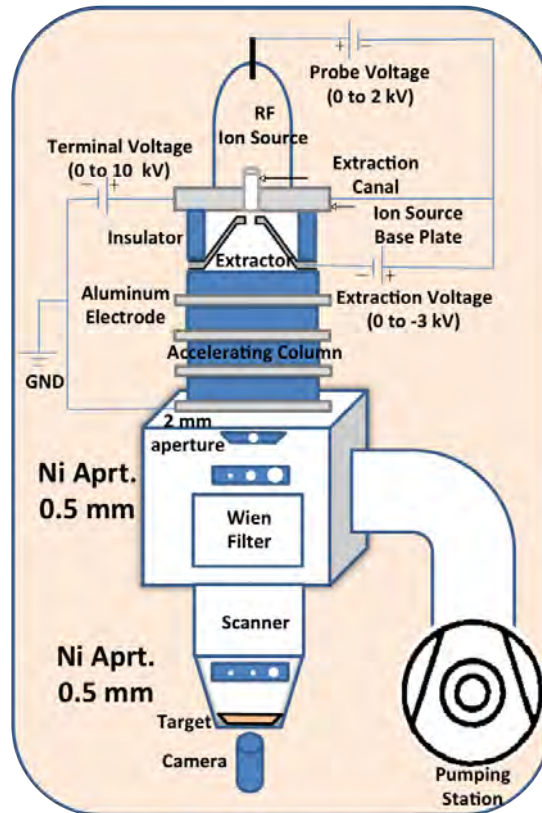 +
−
Probe Voltage
(0 to 2 kV)
RF
Ion Source
Terminal Voltage
(0 to 10 kV)
−
+
Extraction
Canal
Ion Source
Base Plate
Insulator
Extractor
−
+
Extraction Voltage
(0 to -3 kV)
Aluminum
Electrode
Accelerating Column
GND
2 mm
aperture
Ni Aprt.
0.5 mm
Wien
Filter
Scanner
Ni Aprt.
0.5 mm
Target
Camera
Pumping
Station